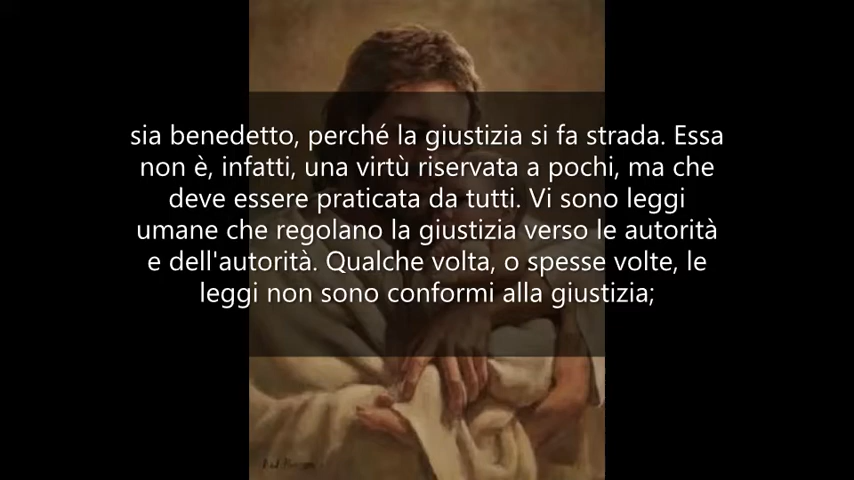 sia benedetto, perché la giustizia si fa strada. Essa
non è, infatti, una virtù riservata a pochi, ma che
deve essere praticata da tutti. Vi sono leggi
umane che regolano la giustizia verso le autorità
e dell'autorità. Qualche volta, o spesse volte, le
leggi non sono conformi alla giustizia;